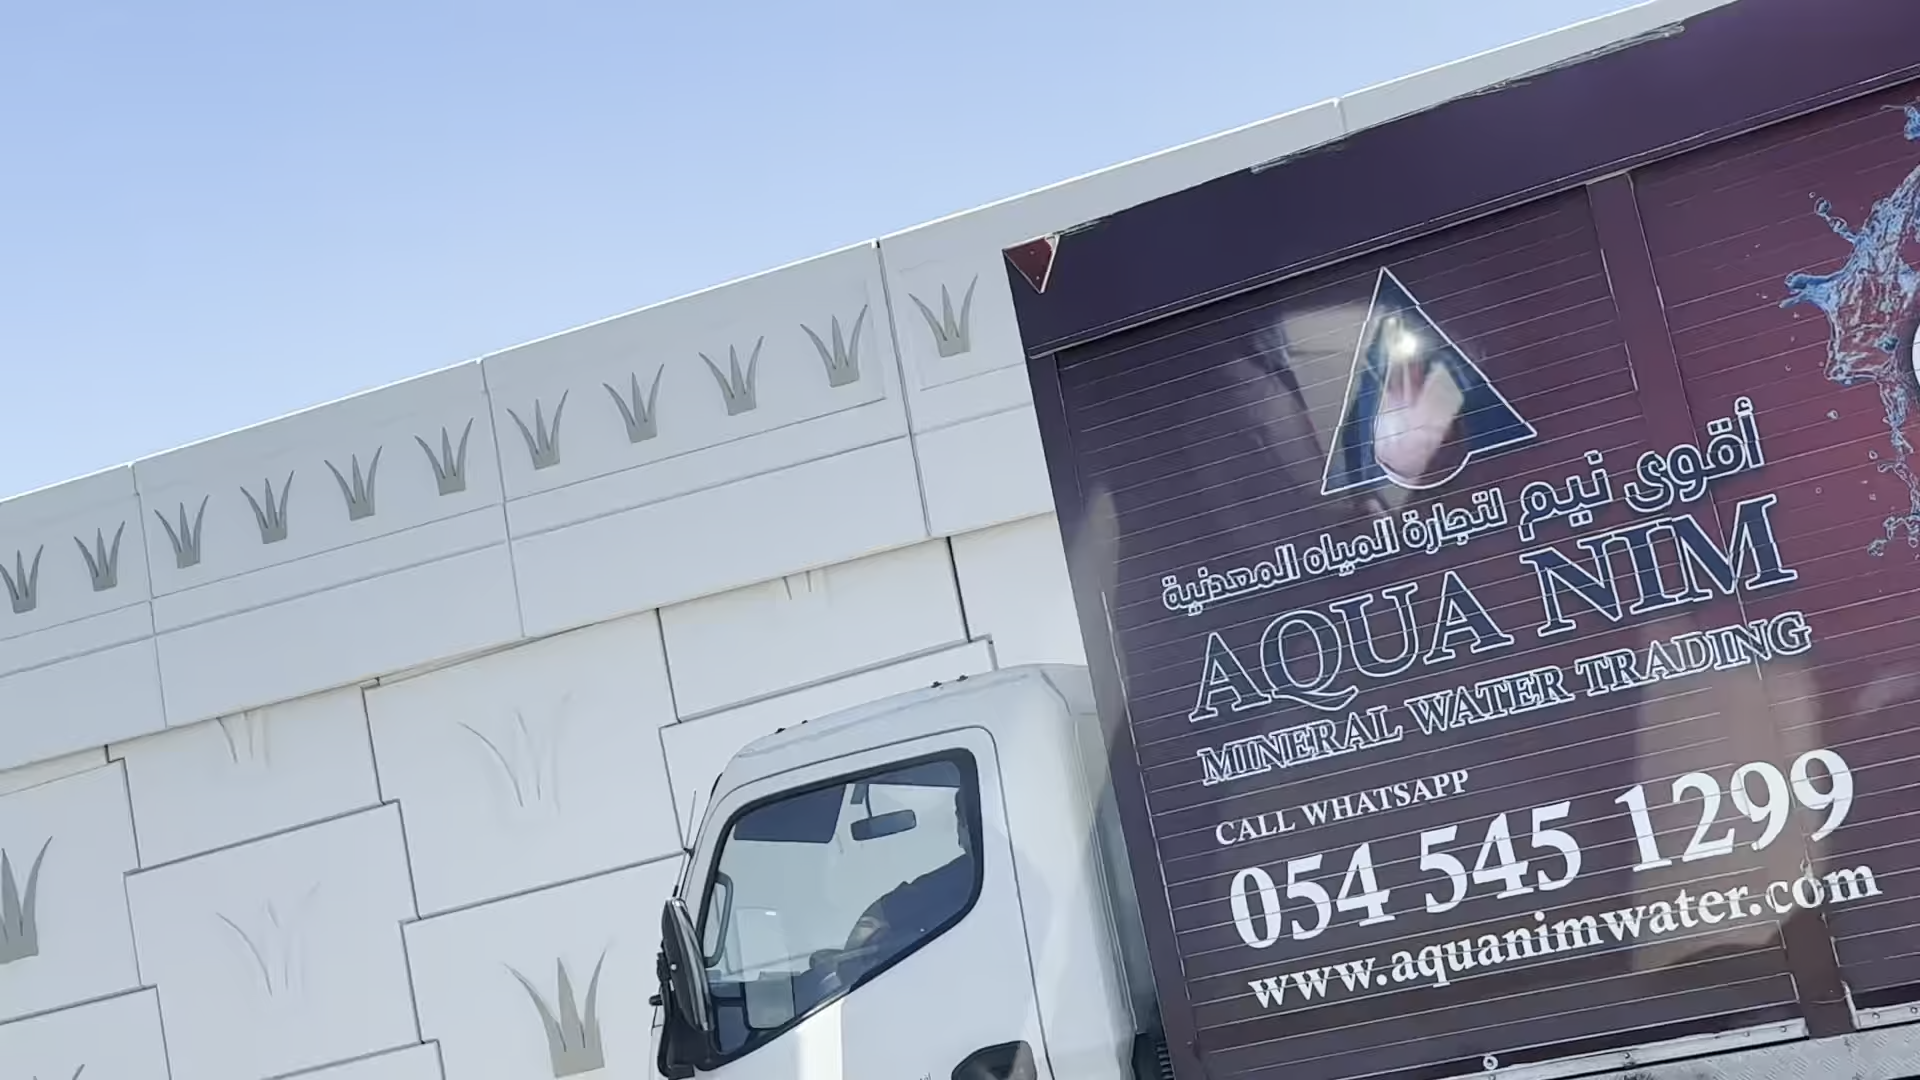 أقوى نيم لتجارة المياه المعدنية
AQUA NIM
MINERAL WATER TRADING
CALL WHATSAPP
054 545 1299
www.aquanimwater.com